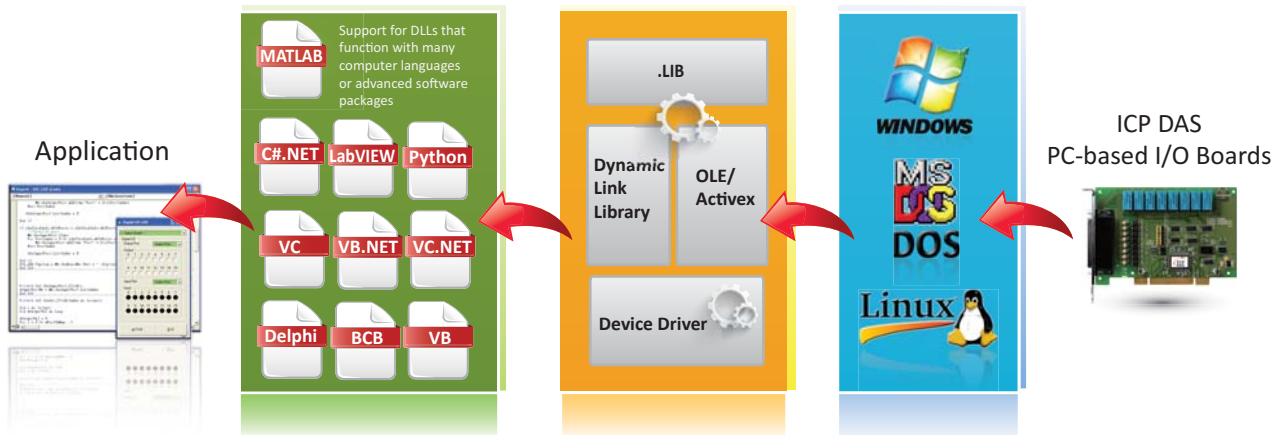 Application
MATLAB
Support for DLLs that
function with many
computer languages
or advanced software
packages
C#.NET
LabVIEW
Python
VC
VB.NET
VC.NET
Delphi
BCB
VB
.LIB
Dynamic
Link
Library
OLE/
Activex
Device Driver
WINDOWS
MS
DOS
DOS
Linux
ICP DAS
PC-based I/O Boards